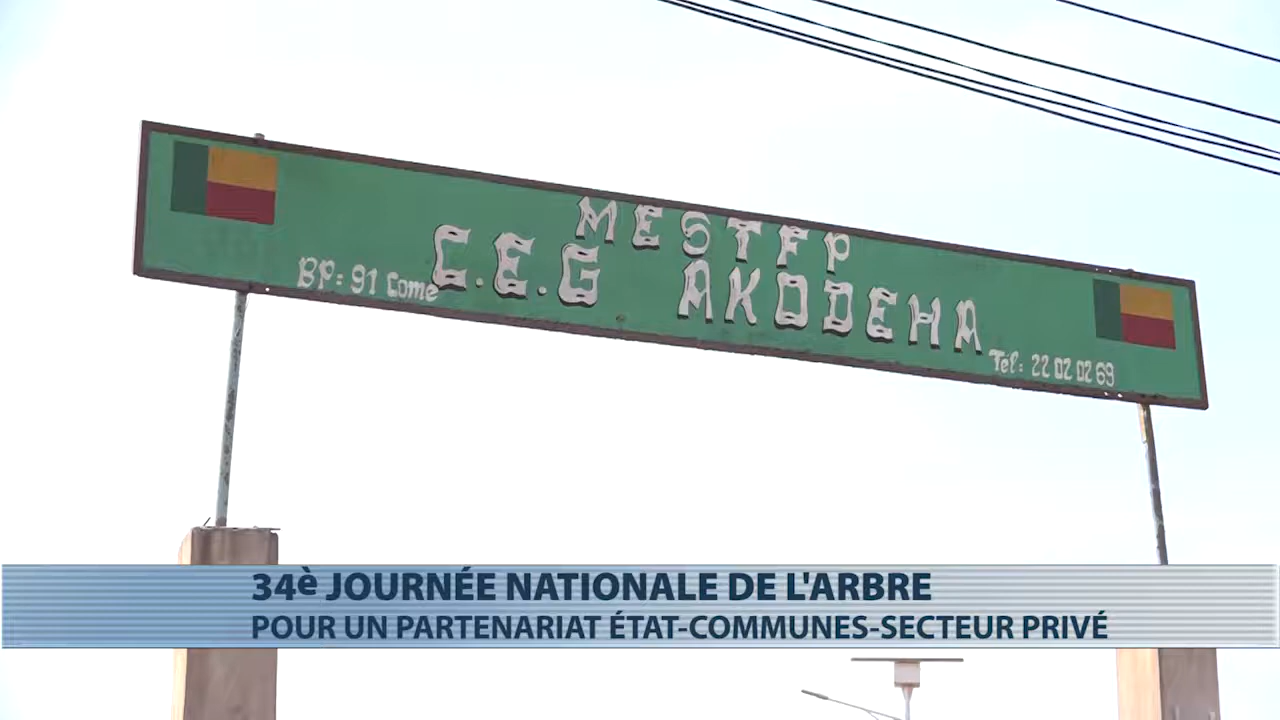 MESTFP
C.E.G AKODEHA
BP: 91 Come
Tél: 22 02 02 69
34è JOURNÉE NATIONALE DE L'ARBRE
POUR UN PARTENARIAT ÉTAT-COMMUNES-SECTEUR PRIVÉ